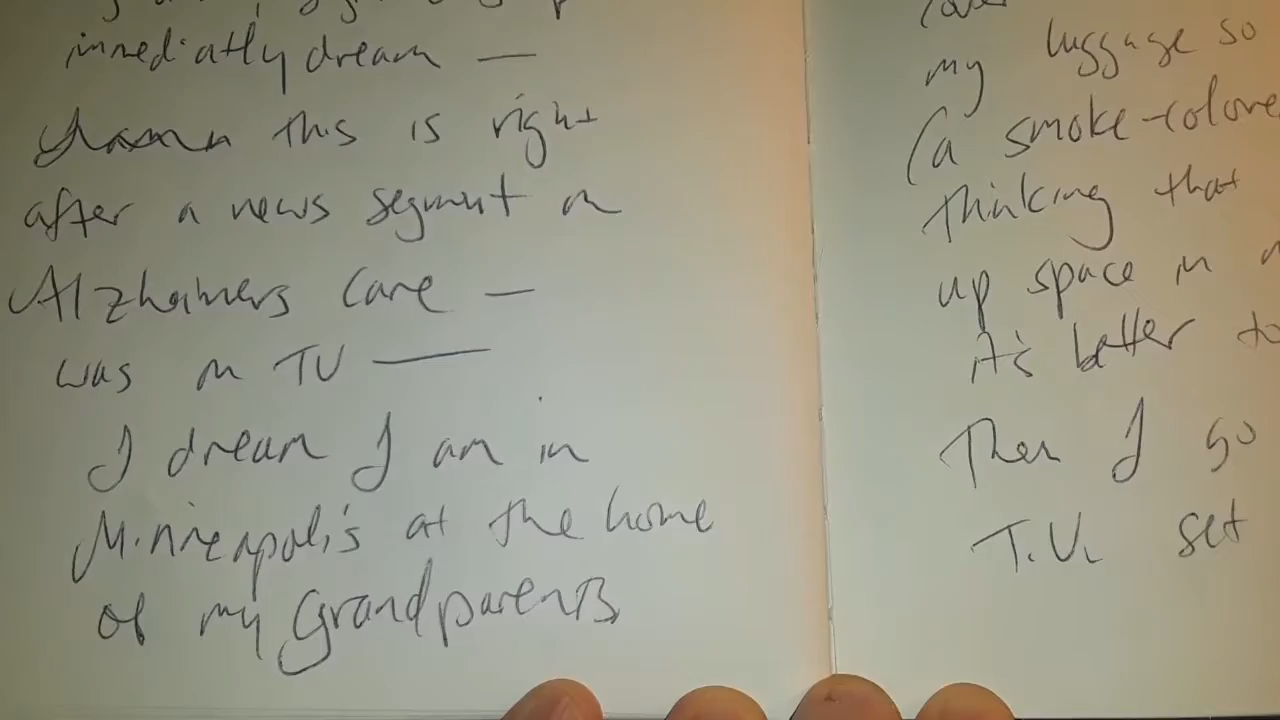 immediatly dream —
this is right
after a news segment on
Alzheimers Care —
was on TV —
I dream I am in
Minneapolis at the home
of my Grandparents
my luggage so
(a smoke-colore
thinking that
up space in
it's better to
Then I go
T.V. set